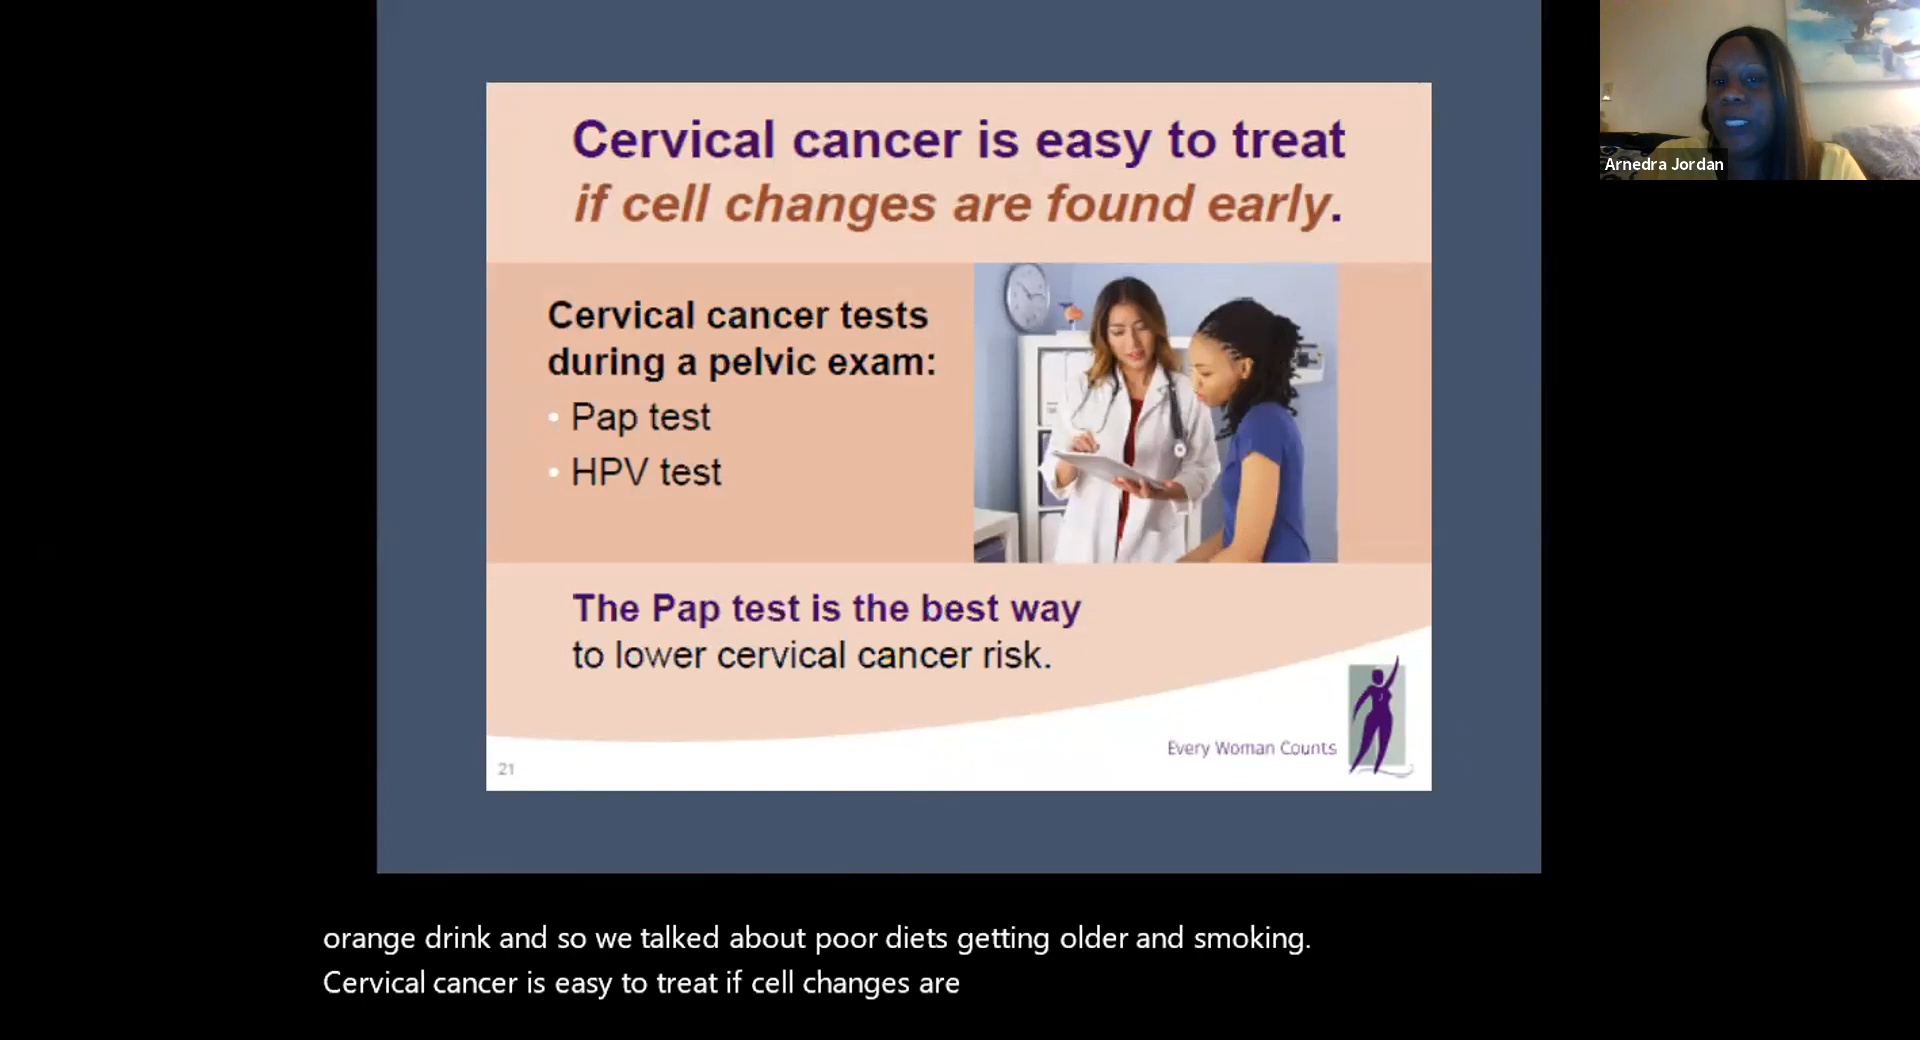 Cervical cancer is easy to treat
if cell changes are found early.
Cervical cancer tests
during a pelvic exam:
• Pap test
• HPV test
The Pap test is the best way
to lower cervical cancer risk.
Every Woman Counts
21
Arnedra Jordan
orange drink and so we talked about poor diets getting older and smoking.
Cervical cancer is easy to treat if cell changes are